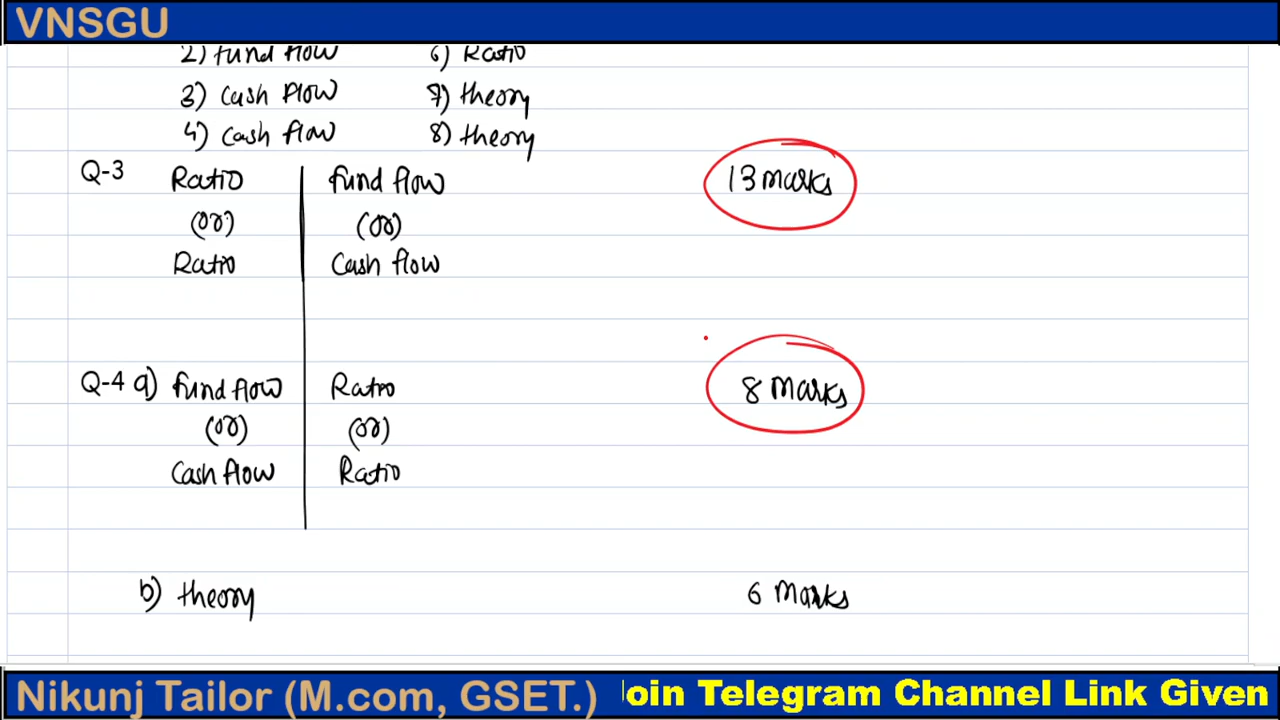 VNSGU
2) fund flow 6) Ratio
3) Cash Flow 7) theory
4) Cash flow 8) theory
Q-3 Ratio fund flow 13 marks
(or) (or)
Ratio Cash flow
Q-4 a) fund flow Ratio 8 Marks
(or) (or)
Cash flow Ratio
b) theory 6 Marks
Nikunj Tailor (M.com, GSET.) oin Telegram Channel Link Given